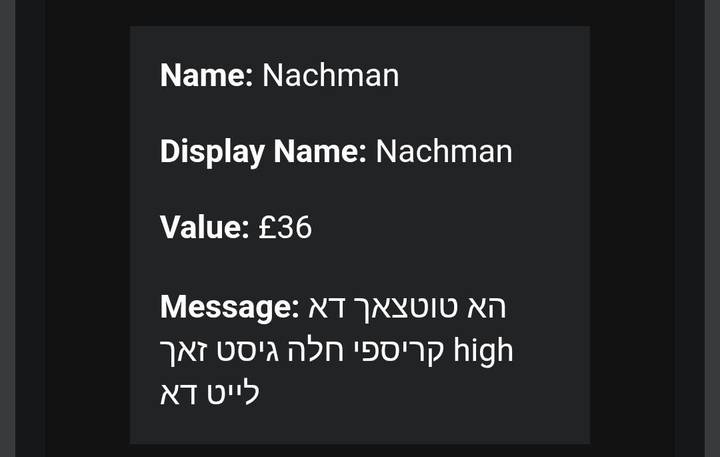 Name: Nachman
Display Name: Nachman
Value: £36
Message: הא טוטצאך דא
קריספי חלה גיסט זאך high
לייט דא